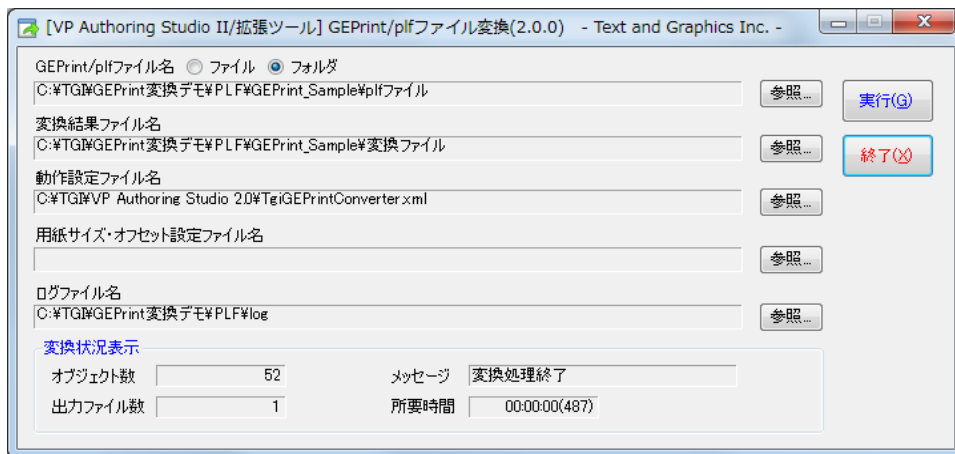 [VP Authoring Studio II/拡張ツール] GEPrint/plfファイル変換(2.0.0) - Text and Graphics Inc. -
GEPrint/plfファイル名 ファイル フォルダ
C:¥TGI¥GEPrint変換デモ¥PLF¥GEPrint_Sample¥plfファイル 参照...
実行(G)
変換結果ファイル名
C:¥TGI¥GEPrint変換デモ¥PLF¥GEPrint_Sample¥変換ファイル 参照...
終了(X)
動作設定ファイル名
C:¥TGI¥VP Authoring Studio 2.0¥TgiGEPrintConverter.xml 参照...
用紙サイズ・オフセット設定ファイル名
参照...
ログファイル名
C:¥TGI¥GEPrint変換デモ¥PLF¥log 参照...
変換状況表示
オブジェクト数 52 メッセージ 変換処理終了
出力ファイル数 1 所要時間 00:00:00(487)